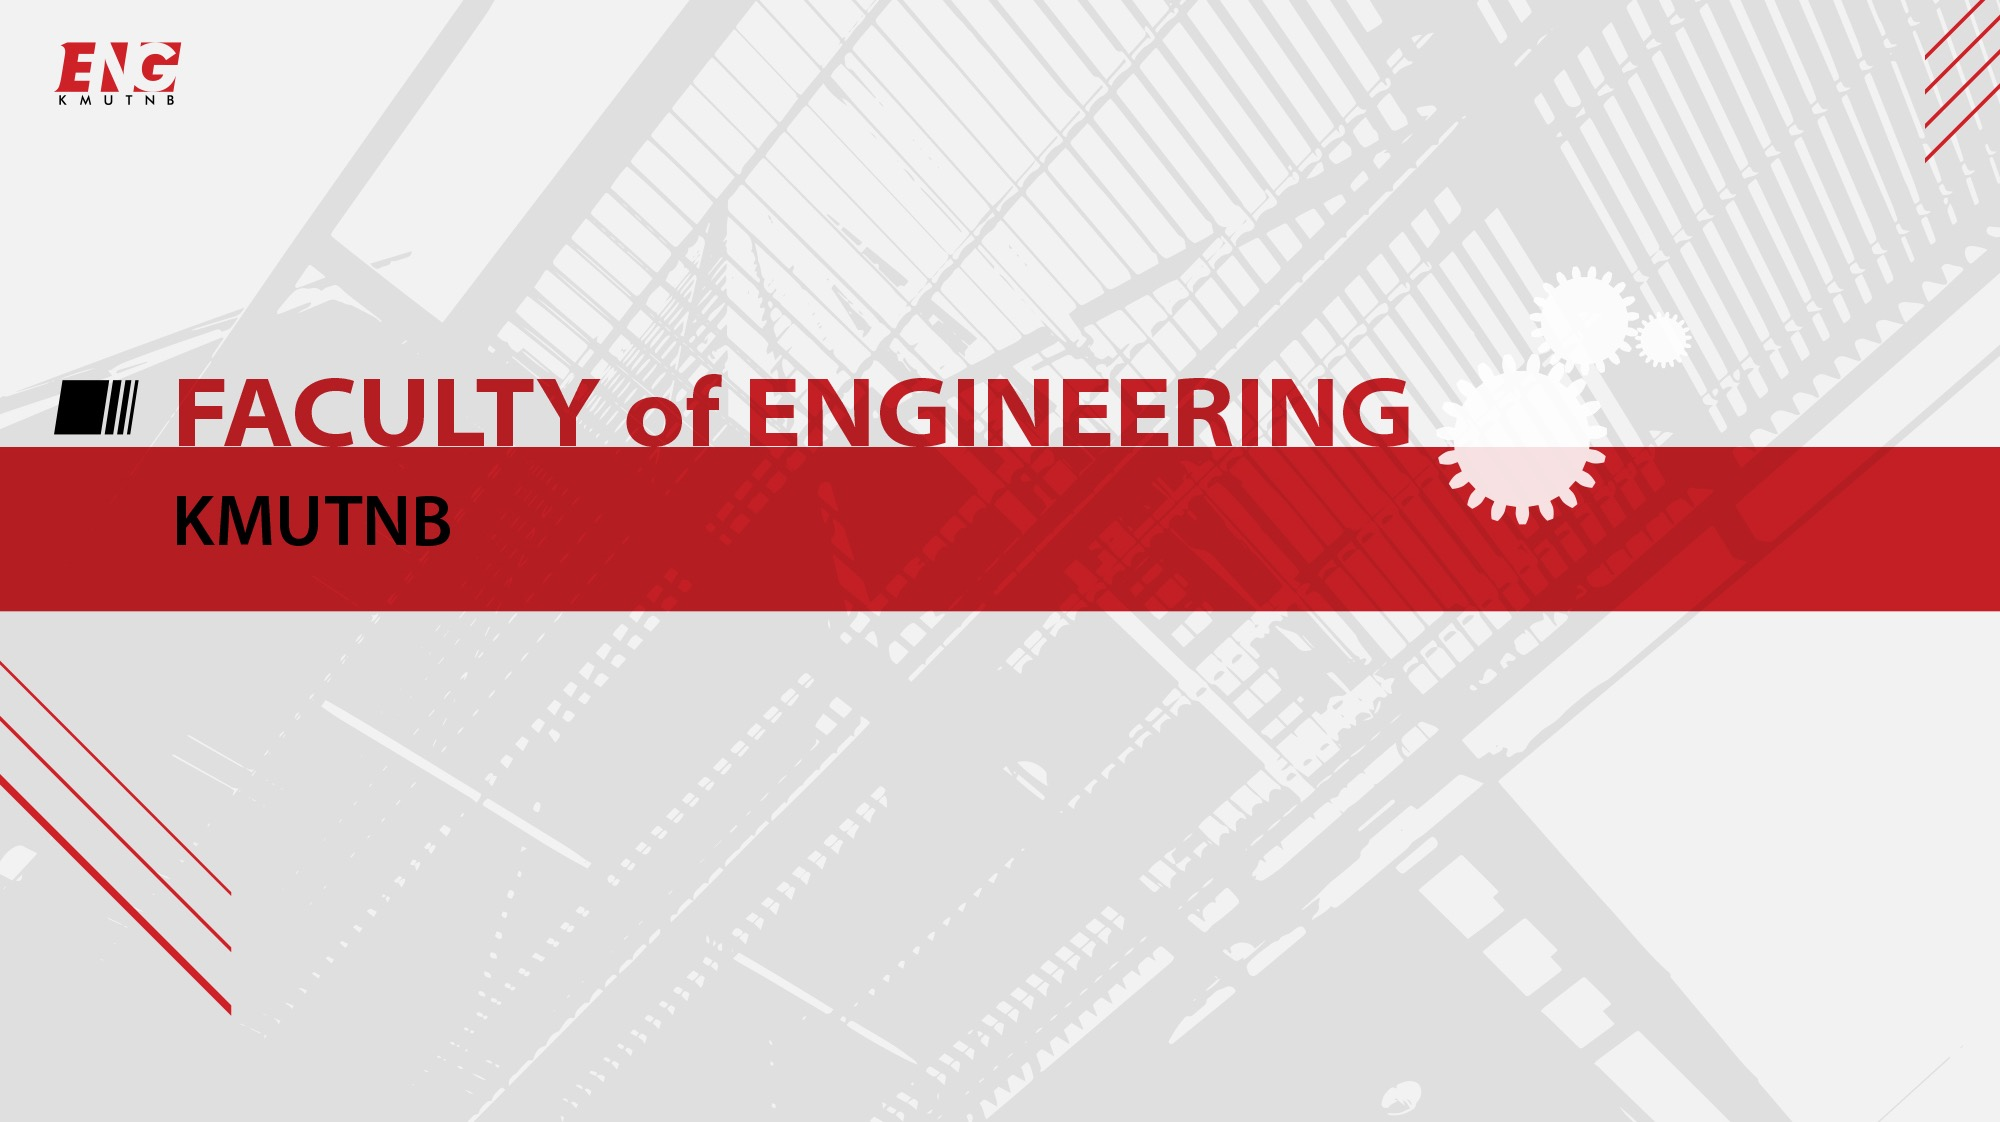 ENG
KMUTNB
FACULTY of ENGINEERING
KMUTNB